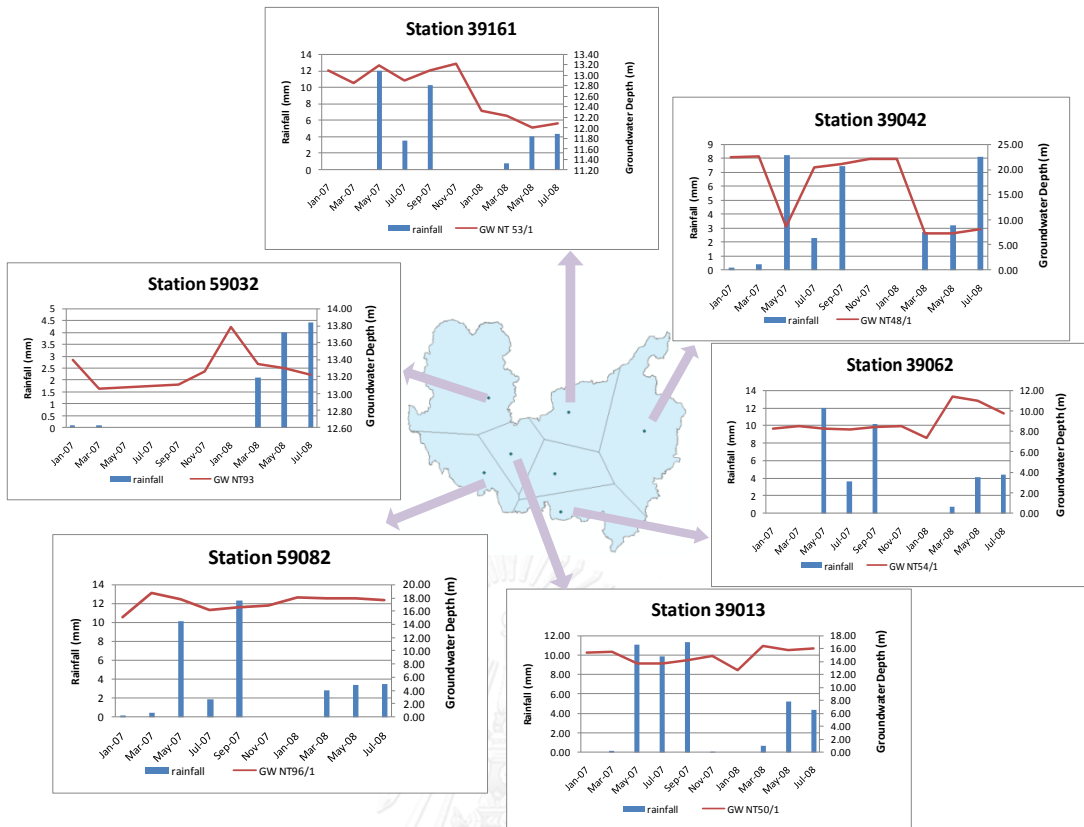 Station 39161
Rainfall (mm)
14
12
10
8
6
4
2
0
13.40
13.20
13.00
12.80
12.60
12.40
12.20
12.00
11.80
11.60
11.40
11.20
Groundwater Depth (m)
Jan-07
Mar-07
May-07
Jul-07
Sep-07
Nov-07
Jan-08
Mar-08
May-08
Jul-08
rainfall
GW NT 53/1
Station 39042
Rainfall (mm)
9
8
7
6
5
4
3
2
1
0
25.00
20.00
15.00
10.00
5.00
0.00
Groundwater Depth (m)
Jan-07
Mar-07
May-07
Jul-07
Sep-07
Nov-07
Jan-08
Mar-08
May-08
Jul-08
rainfall
GW NT48/1
Station 59032
Rainfall (mm)
5
4.5
4
3.5
3
2.5
2
1.5
1
0.5
0
14.00
13.80
13.60
13.40
13.20
13.00
12.80
12.60
Groundwater Depth (m)
Jan-07
Mar-07
May-07
Jul-07
Sep-07
Nov-07
Jan-08
Mar-08
May-08
Jul-08
rainfall
GW NT93
Station 39062
Rainfall (mm)
14
12
10
8
6
4
2
0
12.00
10.00
8.00
6.00
4.00
2.00
0.00
Groundwater Depth (m)
Jan-07
Mar-07
May-07
Jul-07
Sep-07
Nov-07
Jan-08
Mar-08
May-08
Jul-08
rainfall
GW NT54/1
Station 59082
Rainfall (mm)
14
12
10
8
6
4
2
0
20.00
18.00
16.00
14.00
12.00
10.00
8.00
6.00
4.00
2.00
0.00
Groundwater Depth (m)
Jan-07
Mar-07
May-07
Jul-07
Sep-07
Nov-07
Jan-08
Mar-08
May-08
Jul-08
rainfall
GW NT96/1
Station 39013
Rainfall (mm)
12.00
10.00
8.00
6.00
4.00
2.00
0.00
18.00
16.00
14.00
12.00
10.00
8.00
6.00
4.00
2.00
0.00
Groundwater Depth (m)
Jan-07
Mar-07
May-07
Jul-07
Sep-07
Nov-07
Jan-08
Mar-08
May-08
Jul-08
rainfall
GW NT50/1